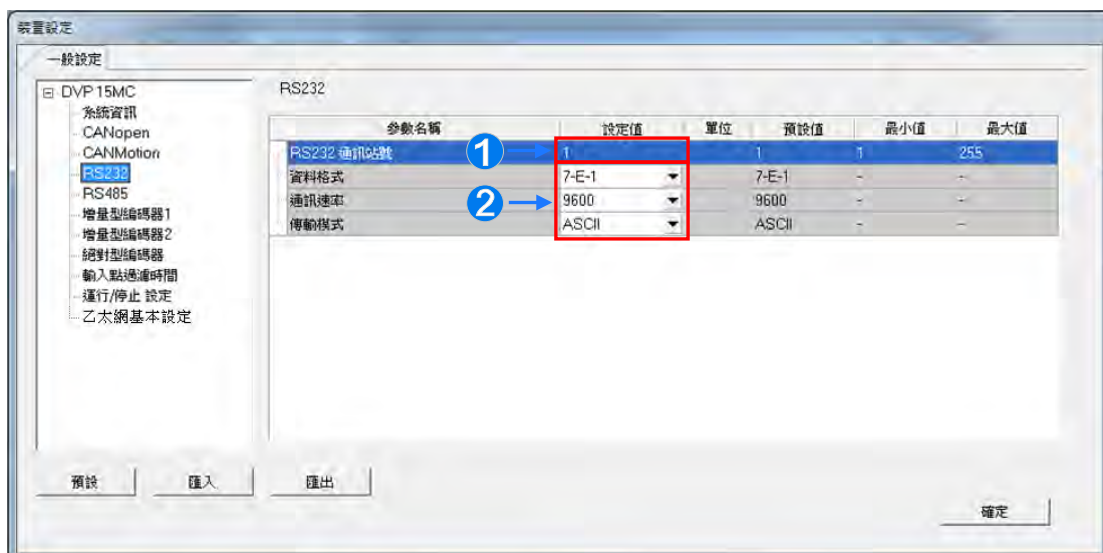 裝置設定
一般設定
DVP15MC
系統資訊
CANopen
CANMotion
RS232
RS485
增量型編碼器1
增量型編碼器2
絕對型編碼器
輸入點過濾時間
運行/停止 設定
乙太網基本設定
RS232
參數名稱 設定值 單位 預設值 最小值 最大值
RS232 通訊站號 1 1 1 255
資料格式 7-E-1 7-E-1 - -
通訊速率 9600 9600 - -
傳輸模式 ASCII ASCII - -
1
2
預設 匯入 匯出
確定